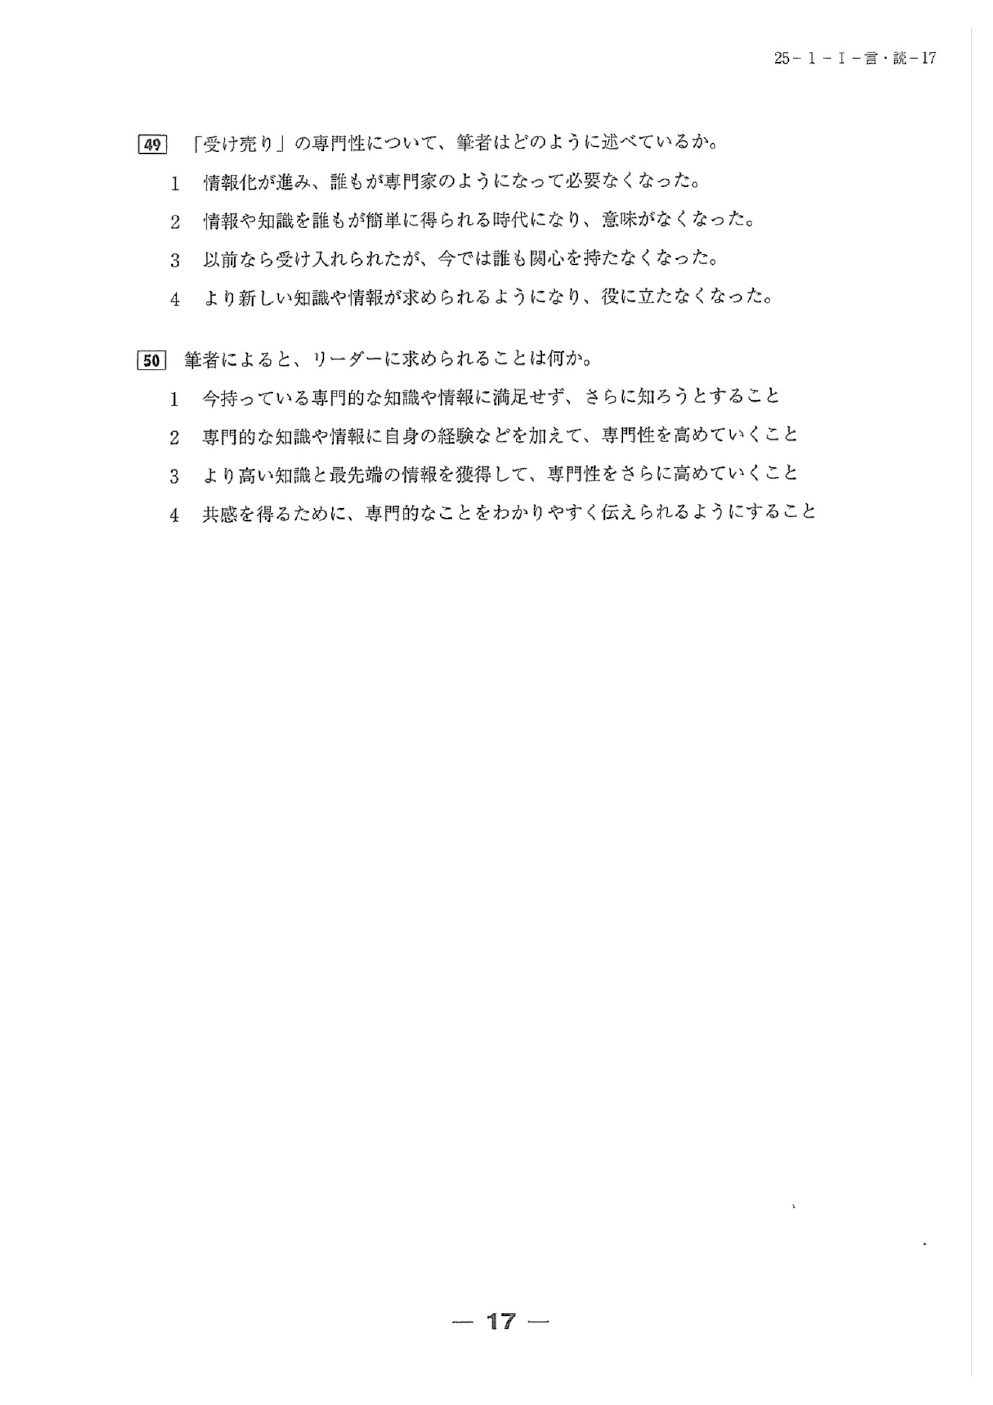 25-1-I-言・読-17
49 「受け売り」の専門性について、筆者はどのように述べているか。
1 情報化が進み、誰もが専門家のようになって必要なくなった。
2 情報や知識を誰もが簡単に得られる時代になり、意味がなくなった。
3 以前なら受け入れられたが、今では誰も関心を持たなくなった。
4 より新しい知識や情報が求められるようになり、役に立たなくなった。
50 筆者によると、リーダーに求められることは何か。
1 今持っている専門的な知識や情報に満足せず、さらに知ろうとすること
2 専門的な知識や情報に自身の経験などを加えて、専門性を高めていくこと
3 より高い知識と最先端の情報を獲得して、専門性をさらに高めていくこと
4 共感を得るために、専門的なことをわかりやすく伝えられるようにすること
— 17 —